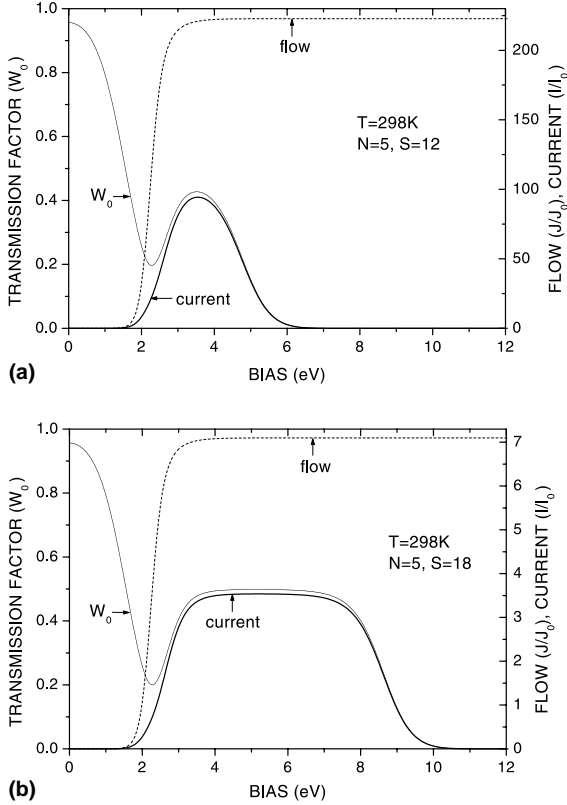 1.0
0.8
0.6
0.4
0.2
0.0
TRANSMISSION FACTOR (W0)
flow
T=298K
N=5, S=12
W0
current
200
150
100
50
0
FLOW (J/J0), CURRENT (I/I0)
0 2 4 6 8 10 12
BIAS (eV)
(a)
1.0
0.8
0.6
0.4
0.2
0.0
TRANSMISSION FACTOR (W0)
flow
T=298K
N=5, S=18
W0
current
7
6
5
4
3
2
1
0
FLOW (J/J0), CURRENT (I/I0)
0 2 4 6 8 10 12
BIAS (eV)
(b)